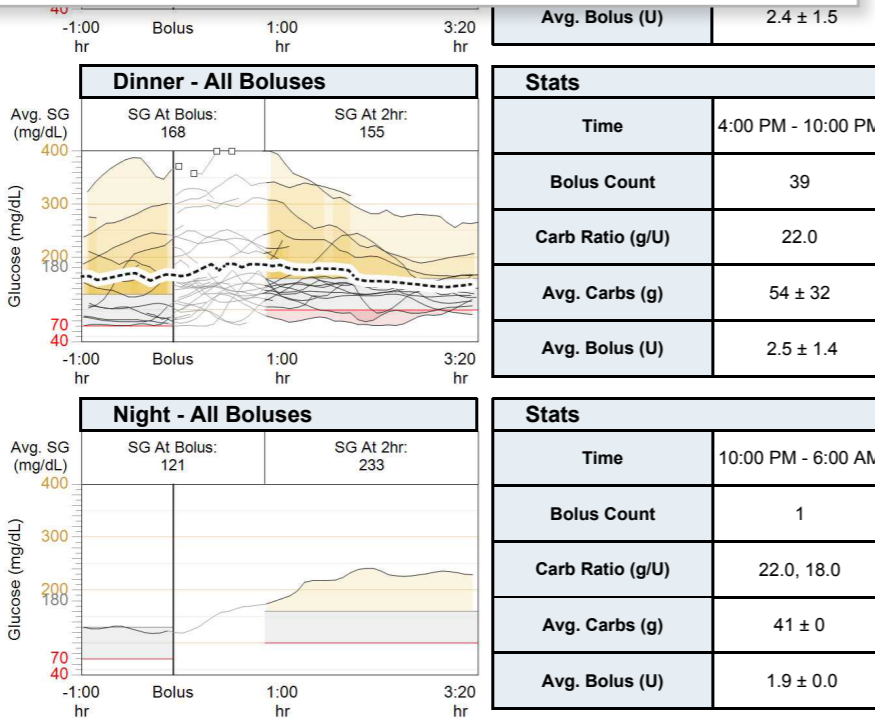 40
-1:00 hr Bolus 1:00 hr 3:20 hr
Avg. Bolus (U) 2.4 ± 1.5
Dinner - All Boluses
Avg. SG (mg/dL)
SG At Bolus: 168
SG At 2hr: 155
Glucose (mg/dL)
400
300
200
180
70
40
-1:00 hr Bolus 1:00 hr 3:20 hr
Stats
Time 4:00 PM - 10:00 PM
Bolus Count 39
Carb Ratio (g/U) 22.0
Avg. Carbs (g) 54 ± 32
Avg. Bolus (U) 2.5 ± 1.4
Night - All Boluses
Avg. SG (mg/dL)
SG At Bolus: 121
SG At 2hr: 233
Glucose (mg/dL)
400
300
200
180
70
40
-1:00 hr Bolus 1:00 hr 3:20 hr
Stats
Time 10:00 PM - 6:00 AM
Bolus Count 1
Carb Ratio (g/U) 22.0, 18.0
Avg. Carbs (g) 41 ± 0
Avg. Bolus (U) 1.9 ± 0.0